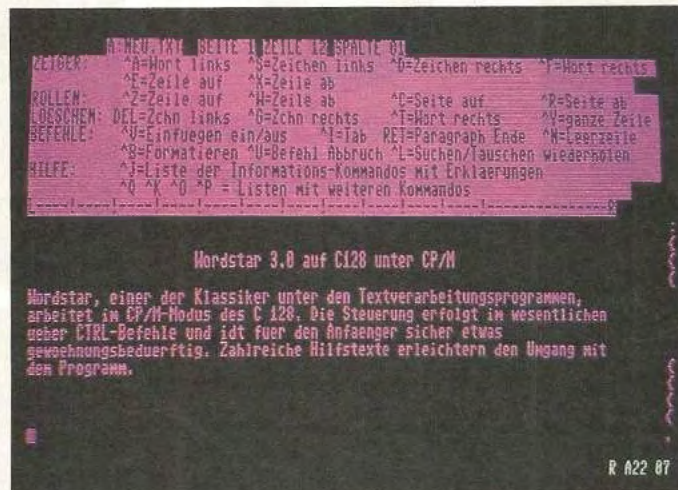 A:NEU.TXT SEITE 1 ZEILE 12 SPALTE 01
ZEIGER: ^A=Wort links ^S=Zeichen links ^D=Zeichen rechts ^F=Wort rechts
^E=Zeile auf ^X=Zeile ab
ROLLEN: ^Z=Zeile auf ^W=Zeile ab ^C=Seite auf ^R=Seite ab
LOESCHEN: DEL=Zchn links ^G=Zchn rechts ^T=Wort rechts ^Y=ganze Zeile
BEFEHLE: ^V=Einfuegen ein/aus ^I=Tab RET=Paragraph Ende ^N=Leerzeile
^B=Formatieren ^U=Befehl Abbruch ^L=Suchen/Tauschen wiederholen
HILFE: ^J=Liste der Informations-Kommandos mit Erklaerungen
^Q ^K ^O ^P = Listen mit weiteren Kommandos
L----!----!----!----!----!----!----!----!----!----!--------------R
Wordstar 3.0 auf C128 unter CP/M
Wordstar, einer der Klassiker unter den Textverarbeitungsprogrammen,
arbeitet im CP/M-Modus des C 128. Die Steuerung erfolgt im wesentlichen
ueber CTRL-Befehle und idt fuer den Anfaenger sicher etwas
gewoehnungsbeduerftig. Zahlreiche Hilfstexte erleichtern den Umgang mit
dem Programm.
R A22 07